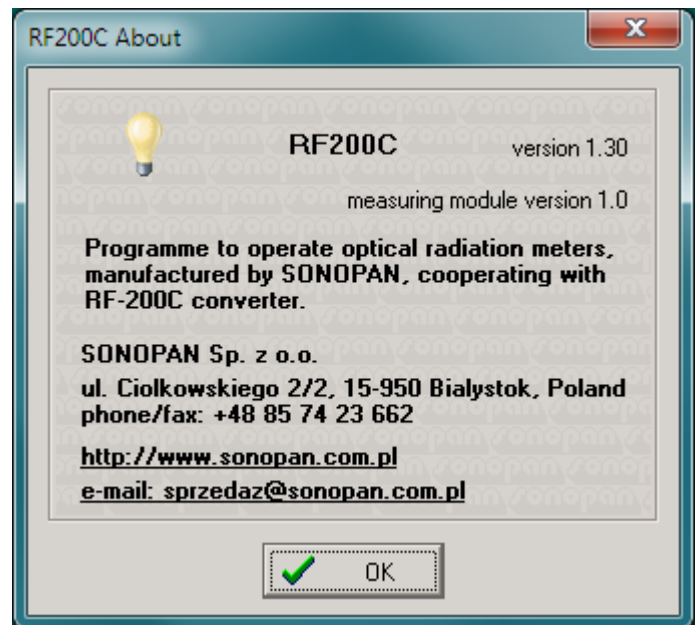 RF200C About
RF200C version 1.30
measuring module version 1.0
Programme to operate optical radiation meters,
manufactured by SONOPAN, cooperating with
RF-200C converter.
SONOPAN Sp. z o.o.
ul. Ciolkowskiego 2/2, 15-950 Bialystok, Poland
phone/fax: +48 85 74 23 662
http://www.sonopan.com.pl
e-mail: sprzedaz@sonopan.com.pl
OK